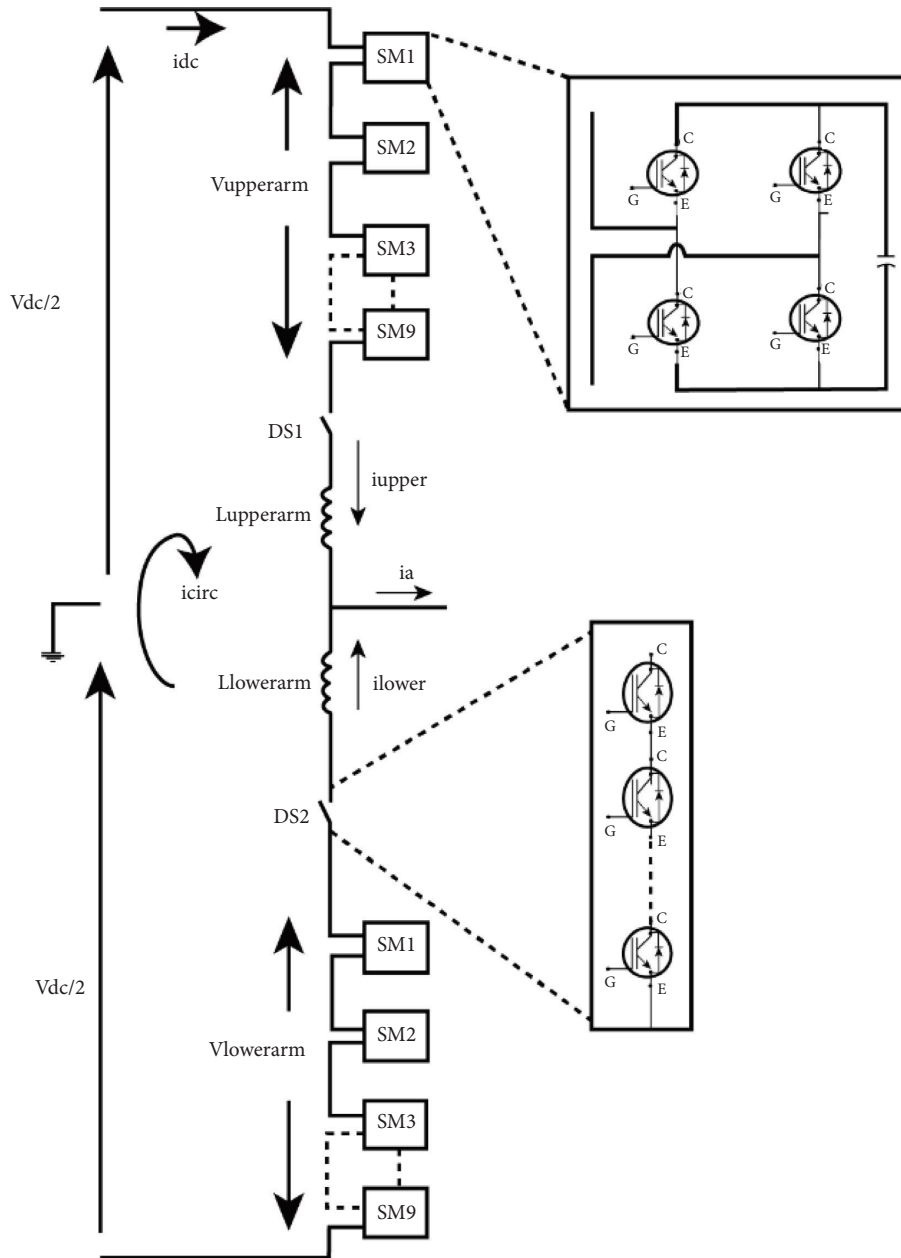 idc
SM1
SM2
Vupperarm
SM3
SM9
Vdc/2
C
C
G
E
G
E
C
C
G
E
G
E
DS1
iupper
Lupperarm
ia
icirc
Llowerarm
ilower
DS2
C
G
E
C
G
E
C
G
E
SM1
Vdc/2
SM2
Vlowerarm
SM3
SM9